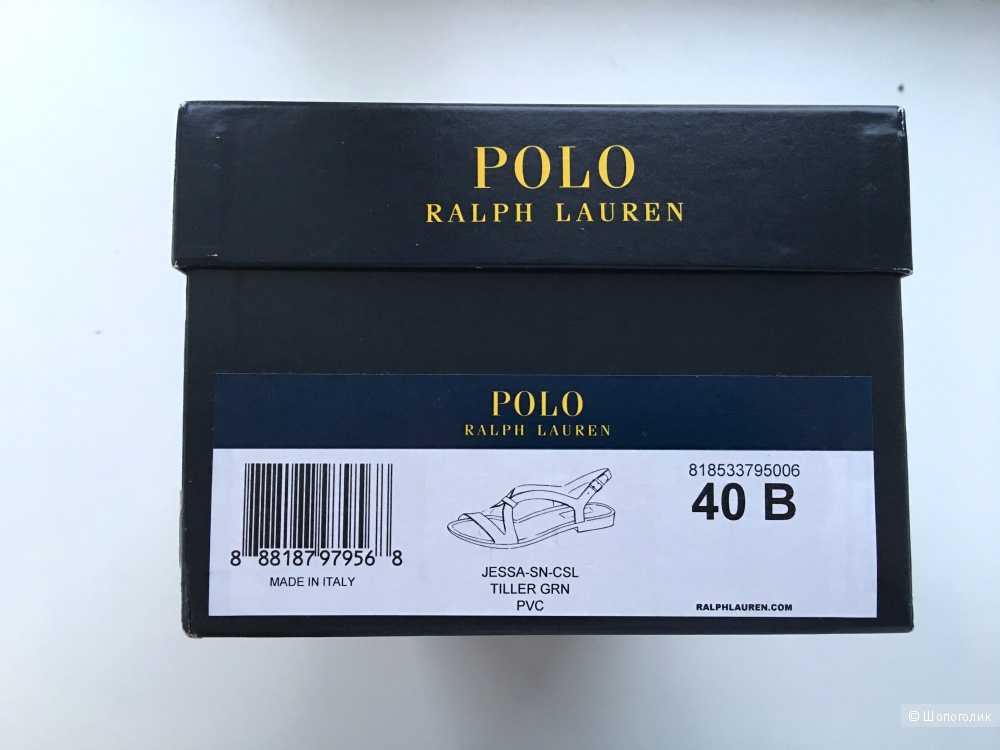 POLO
RALPH LAUREN
POLO
RALPH LAUREN
8 88187 97956 8
MADE IN ITALY
JESSA-SN-CSL
TILLER GRN
PVC
818533795006
40 B
RALPHLAUREN.COM
© Шопоголик